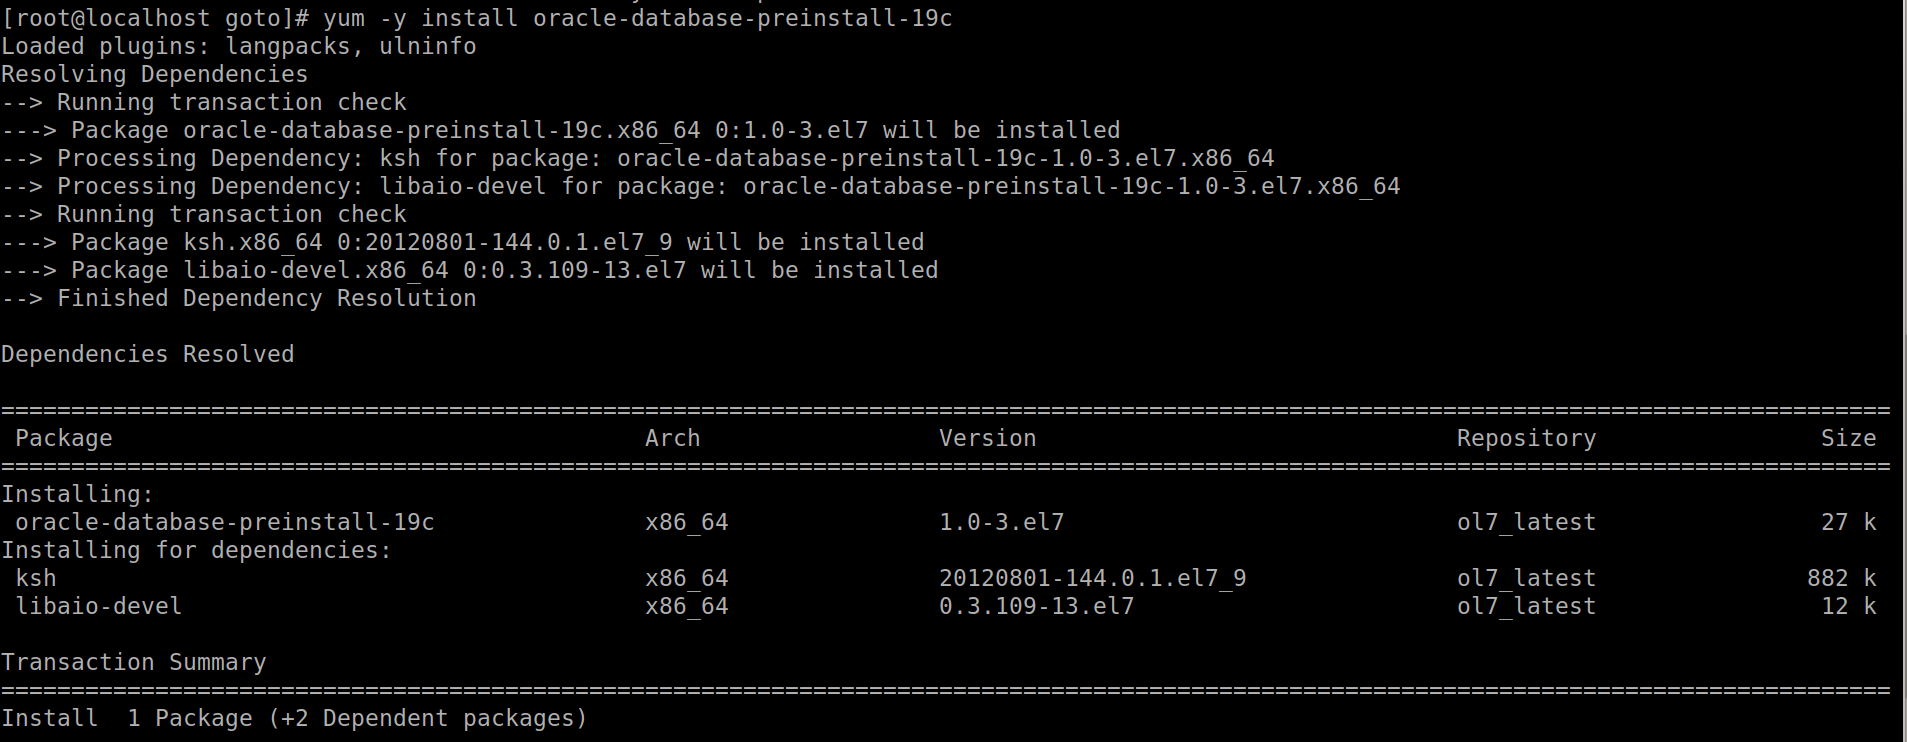 [root@localhost goto]# yum -y install oracle-database-preinstall-19c
Loaded plugins: langpacks, ulninfo
Resolving Dependencies
--> Running transaction check
---> Package oracle-database-preinstall-19c.x86_64 0:1.0-3.el7 will be installed
--> Processing Dependency: ksh for package: oracle-database-preinstall-19c-1.0-3.el7.x86_64
--> Processing Dependency: libaio-devel for package: oracle-database-preinstall-19c-1.0-3.el7.x86_64
--> Running transaction check
---> Package ksh.x86_64 0:20120801-144.0.1.el7_9 will be installed
---> Package libaio-devel.x86_64 0:0.3.109-13.el7 will be installed
--> Finished Dependency Resolution

Dependencies Resolved

=======================================================================================================================================
 Package                                      Arch                 Version                              Repository                Size
=======================================================================================================================================
Installing:
 oracle-database-preinstall-19c               x86_64               1.0-3.el7                            ol7_latest                27 k
Installing for dependencies:
 ksh                                          x86_64               20120801-144.0.1.el7_9               ol7_latest               882 k
 libaio-devel                                 x86_64               0.3.109-13.el7                       ol7_latest                12 k

Transaction Summary
=======================================================================================================================================
Install  1 Package (+2 Dependent packages)